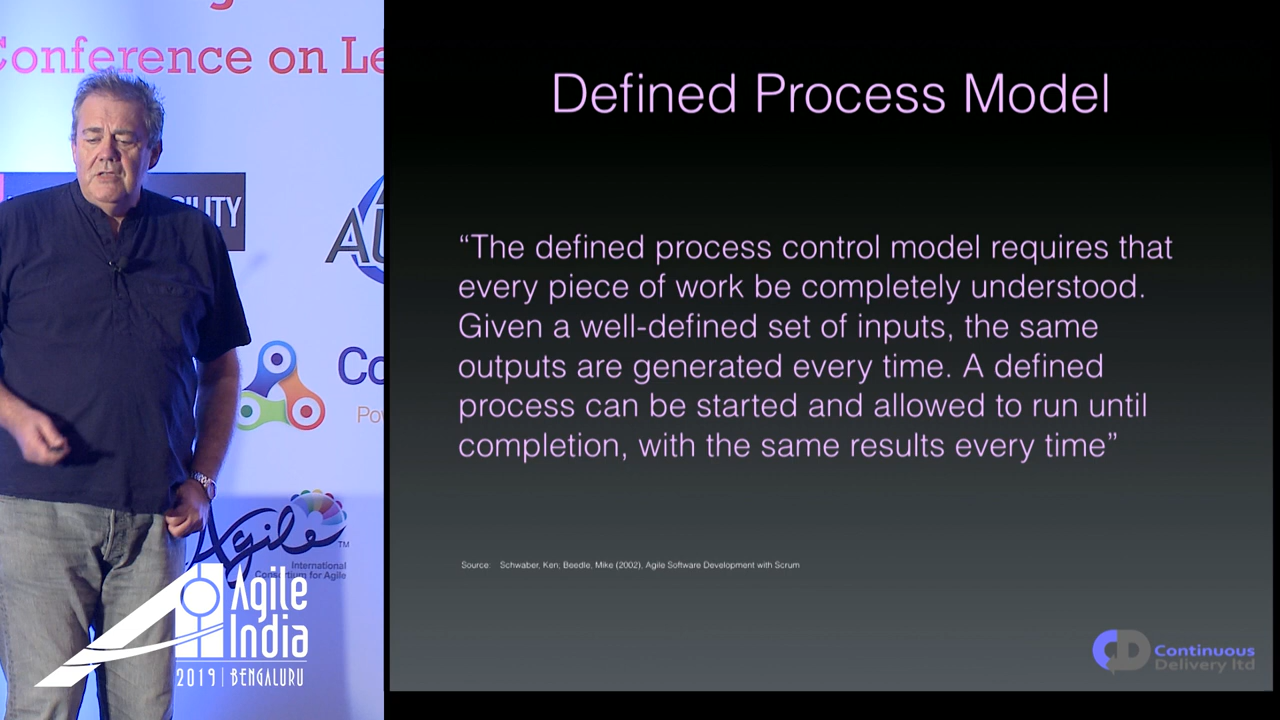 Conference on Le
Defined Process Model
“The defined process control model requires that
every piece of work be completely understood.
Given a well-defined set of inputs, the same
outputs are generated every time. A defined
process can be started and allowed to run until
completion, with the same results every time”
Source: Schwaber, Ken; Beedle, Mike (2002), Agile Software Development with Scrum
Continuous
Delivery ltd
Co
Agile
TM
International
Consortium for Agile
Agile
India
2019 | BENGALURU